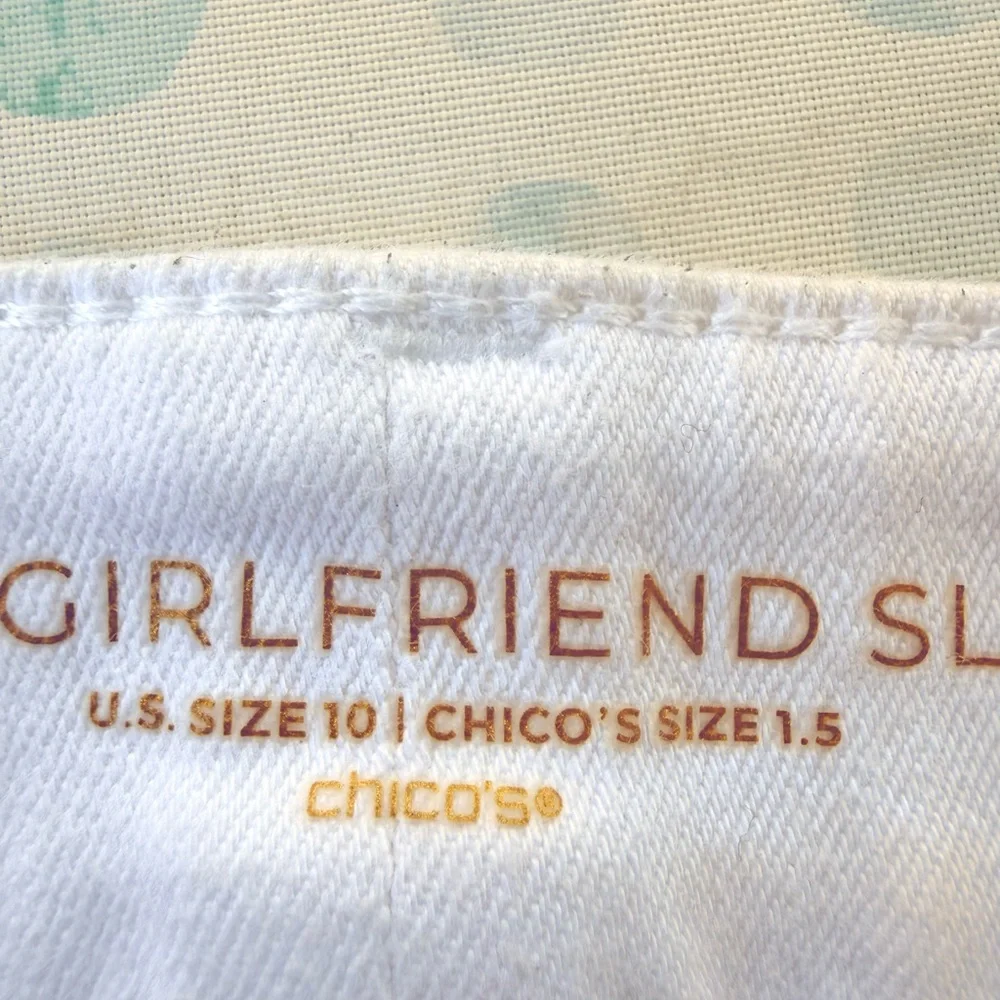 GIRLFRIEND SL
U.S. SIZE 10 | CHICO'S SIZE 1.5
chico's®